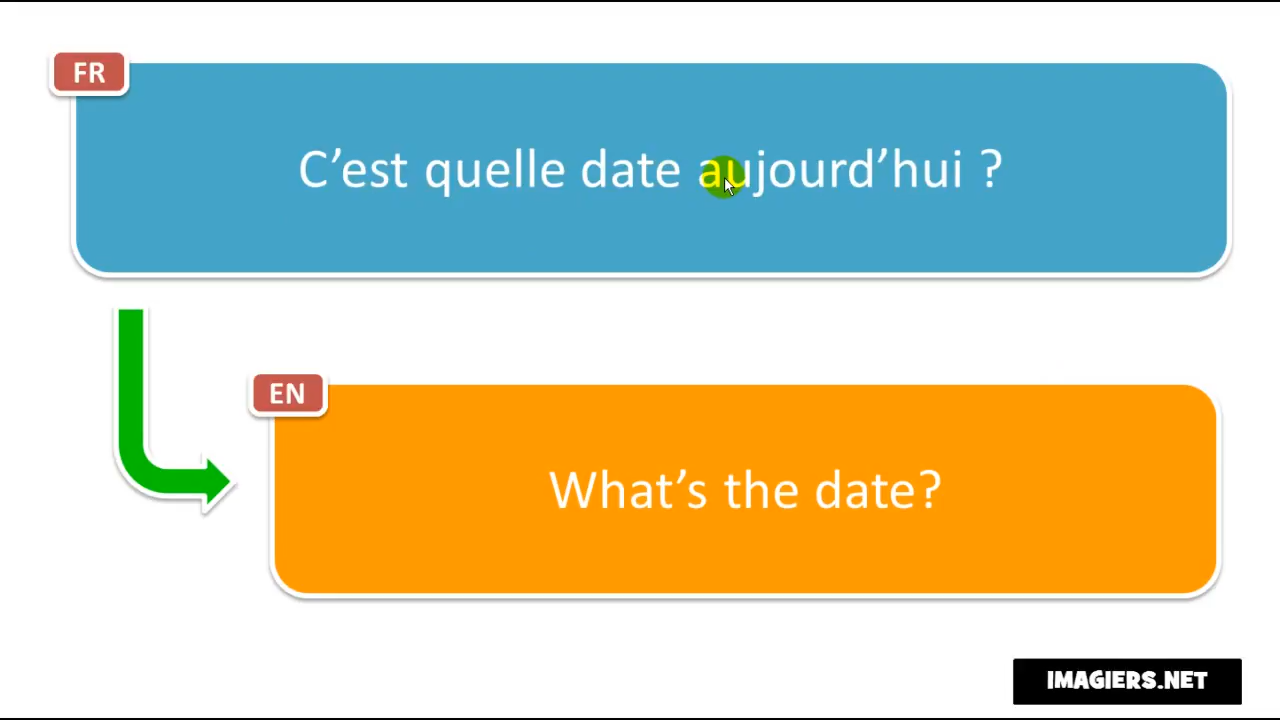 FR
C’est quelle date aujourd’hui ?
EN
What’s the date?
IMAGIERS.NET